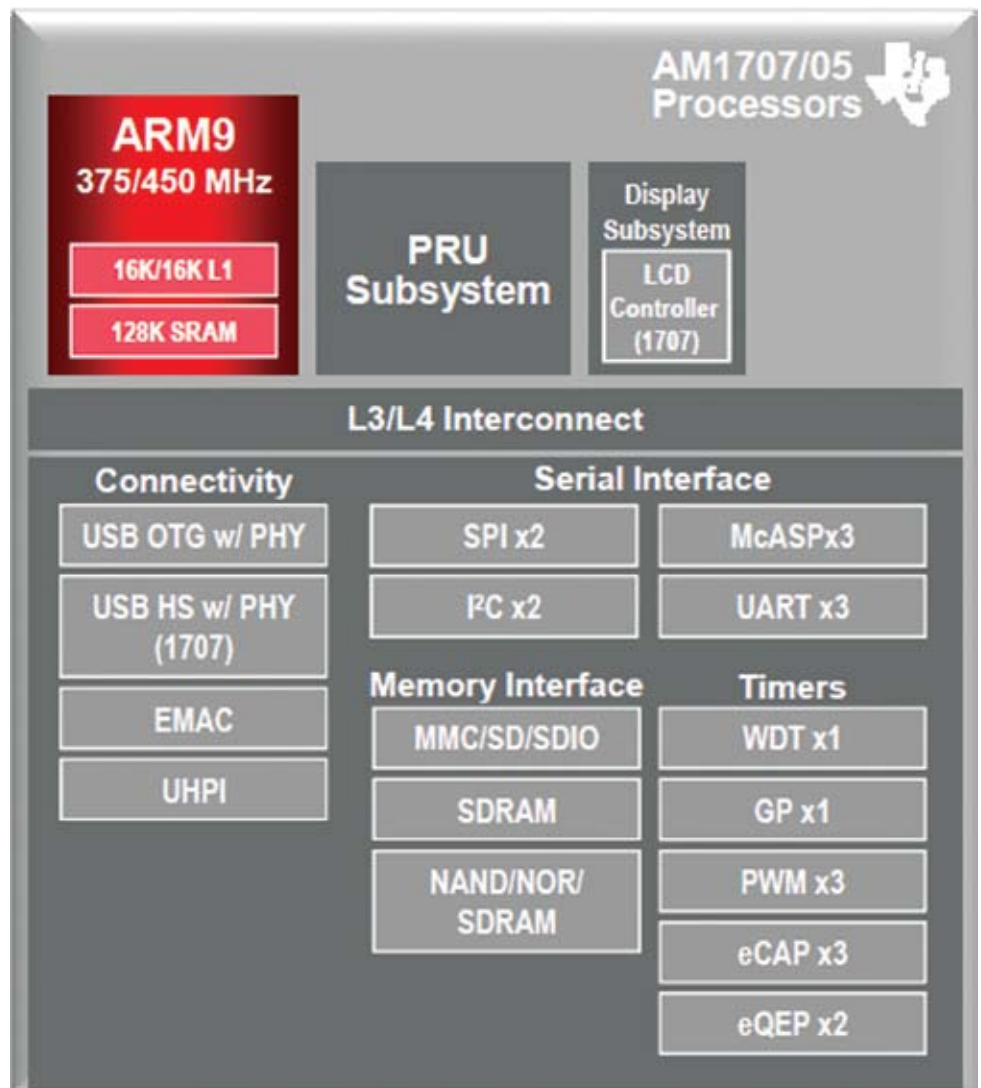 AM1707/05
Processors
ARM9
375/450 MHz
16K/16K L1
128K SRAM
PRU
Subsystem
Display
Subsystem
LCD
Controller
(1707)
L3/L4 Interconnect
Connectivity
USB OTG w/ PHY
USB HS w/ PHY
(1707)
EMAC
UHPI
Serial Interface
SPI x2
McASPx3
I²C x2
UART x3
Memory Interface
MMC/SD/SDIO
SDRAM
NAND/NOR/
SDRAM
Timers
WDT x1
GP x1
PWM x3
eCAP x3
eQEP x2